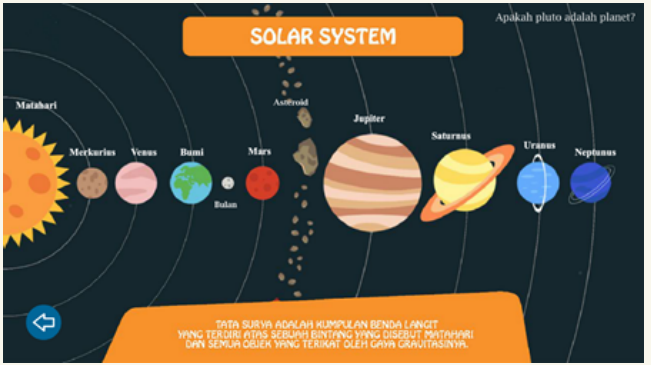 Apakah pluto adalah planet?
SOLAR SYSTEM
Matahari
Merkurius
Venus
Bumi
Bulan
Mars
Asteroid
Jupiter
Saturnus
Uranus
Neptunus
TATA SURYA ADALAH KUMPULAN BENDA LANGIT
YANG TERDIRI ATAS SEBUAH BINTANG YANG DISEBUT MATAHARI
DAN SEMUA OBJEK YANG TERIKAT OLEH GAYA GRAVITASINYA.